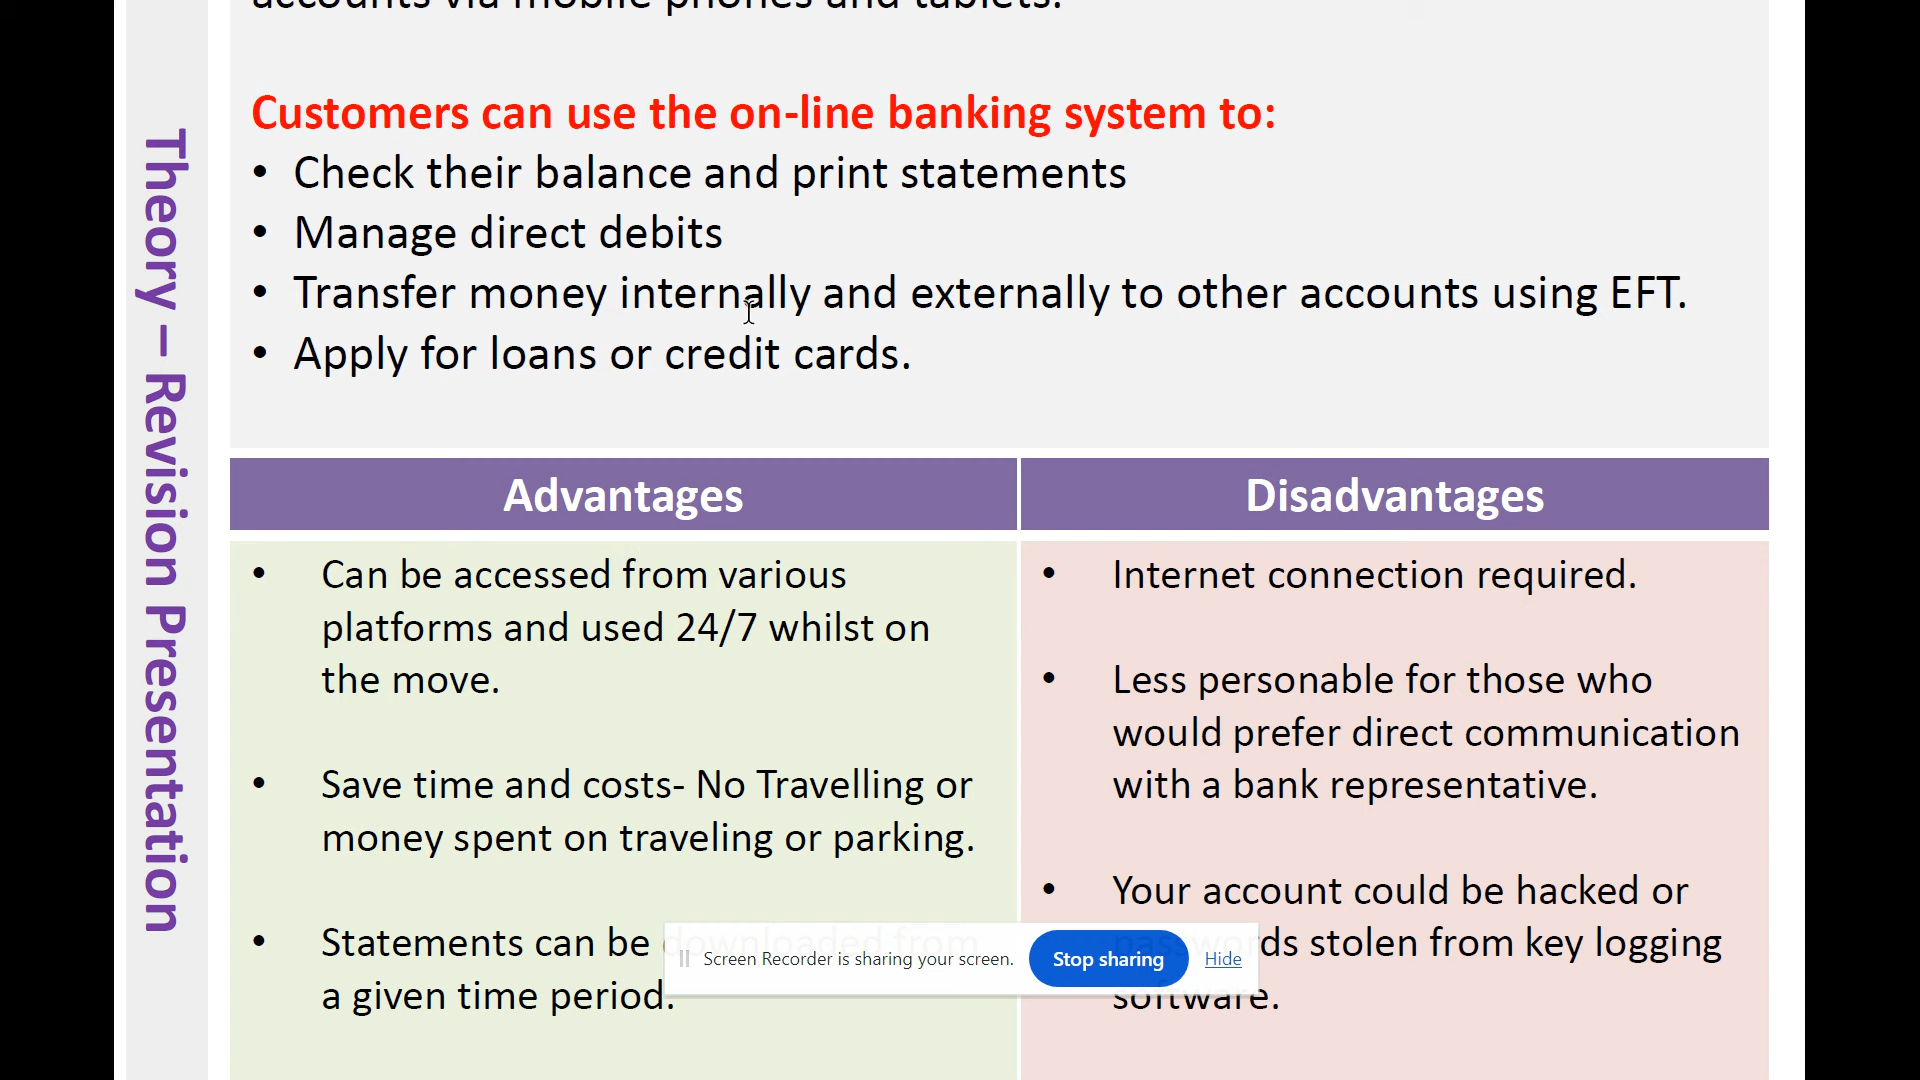 accounts via mobile phones and tablets.
Theory – Revision Presentation
Customers can use the on-line banking system to:
• Check their balance and print statements
• Manage direct debits
• Transfer money internally and externally to other accounts using EFT.
• Apply for loans or credit cards.
Advantages
• Can be accessed from various
platforms and used 24/7 whilst on
the move.
• Save time and costs- No Travelling or
money spent on traveling or parking.
• Statements can be downloaded from
a given time period.
Disadvantages
• Internet connection required.
• Less personable for those who
would prefer direct communication
with a bank representative.
• Your account could be hacked or
passwords stolen from key logging
software.
Screen Recorder is sharing your screen.
Stop sharing
Hide